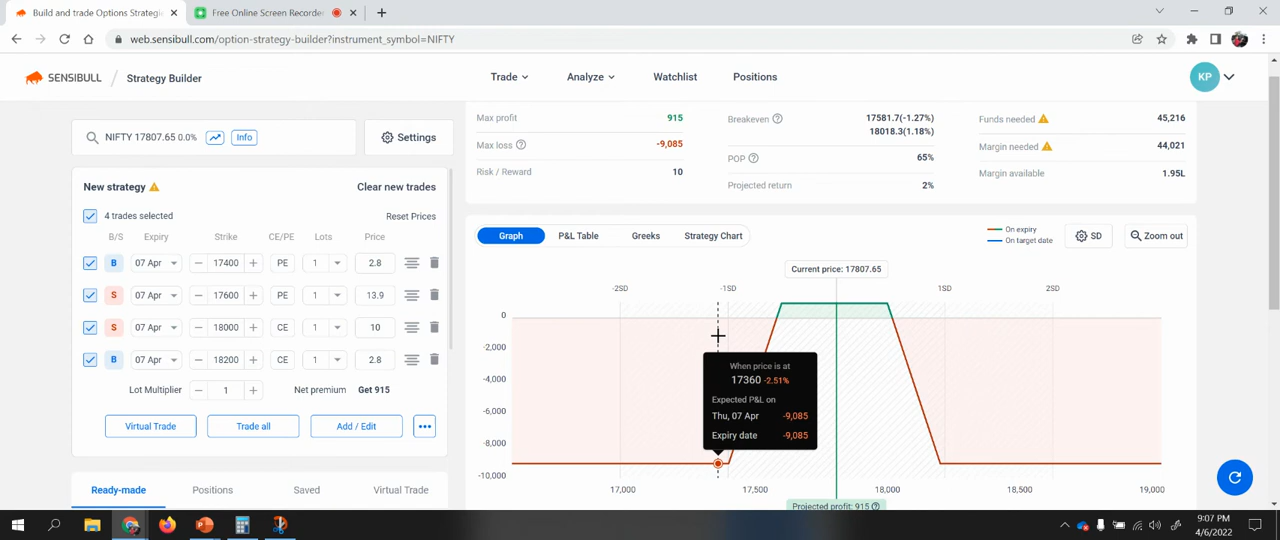 Build and trade Options Strategi
Free Online Screen Recorder
web.sensibull.com/option-strategy-builder?instrument_symbol=NIFTY
SENSIBULL
Strategy Builder
Trade
Analyze
Watchlist
Positions
KP
NIFTY 17807.65 0.0%
Info
Settings
New strategy
Clear new trades
4 trades selected
Reset Prices
B/S Expiry Strike CE/PE Lots Price
B 07 Apr 17400 PE 1 2.8
S 07 Apr 17600 PE 1 13.9
S 07 Apr 18000 CE 1 10
B 07 Apr 18200 CE 1 2.8
Lot Multiplier 1 Net premium Get 915
Virtual Trade
Trade all
Add / Edit
Ready-made
Positions
Saved
Virtual Trade
Max profit 915
Max loss -9,085
Risk / Reward 10
Breakeven 17581.7(-1.27%)
18018.3(1.18%)
POP 65%
Projected return 2%
Funds needed 45,216
Margin needed 44,021
Margin available 1.95L
Graph
P&L Table
Greeks
Strategy Chart
On expiry
On target date
SD
Zoom out
Current price: 17807.65
-2SD -1SD 1SD 2SD
0
-2,000
-4,000
-6,000
-8,000
-10,000
When price is at
17360 -2.51%
Expected P&L on
Thu, 07 Apr -9,085
Expiry date -9,085
17,000 17,500 18,000 18,500 19,000
Projected profit: 915
9:07 PM
4/6/2022